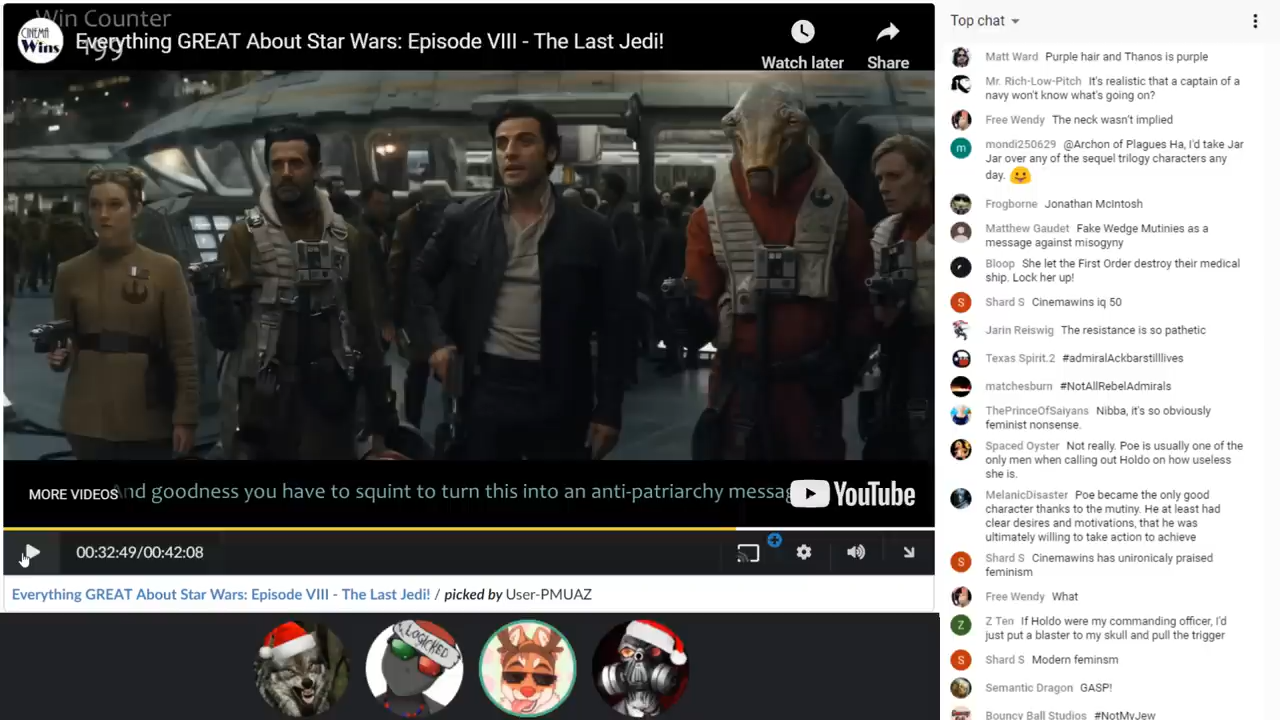 Win Counter
199
CINEMA
Wins
Everything GREAT About Star Wars: Episode VIII - The Last Jedi!
Watch later
Share
MORE VIDEOS
And goodness you have to squint to turn this into an anti-patriarchy messag
YouTube
00:32:49/00:42:08
Everything GREAT About Star Wars: Episode VIII - The Last Jedi! / picked by User-PMUAZ
LOGICKED
Top chat
Matt Ward Purple hair and Thanos is purple
Mr. Rich-Low-Pitch It's realistic that a captain of a
navy won't know what's going on?
Free Wendy The neck wasn't implied
m
mondi250629 @Archon of Plagues Ha, I'd take Jar
Jar over any of the sequel trilogy characters any
day.
Frogborne Jonathan McIntosh
Matthew Gaudet Fake Wedge Mutinies as a
message against misogyny
Bloop She let the First Order destroy their medical
ship. Lock her up!
S
Shard S Cinemawins iq 50
Jarin Reiswig The resistance is so pathetic
Texas Spirit.2 #admiralAckbarstilllives
matchesburn #NotAllRebelAdmirals
ThePrinceOfSaiyans Nibba, it's so obviously
feminist nonsense.
Spaced Oyster Not really. Poe is usually one of the
only men when calling out Holdo on how useless
she is.
MelanicDisaster Poe became the only good
character thanks to the mutiny. He at least had
clear desires and motivations, that he was
ultimately willing to take action to achieve
S
Shard S Cinemawins has unironicaly praised
feminism
Free Wendy What
Z
Z Ten If Holdo were my commanding officer, I'd
just put a blaster to my skull and pull the trigger
S
Shard S Modern feminsm
Semantic Dragon GASP!
Bouncy Ball Studios #NotMyJew